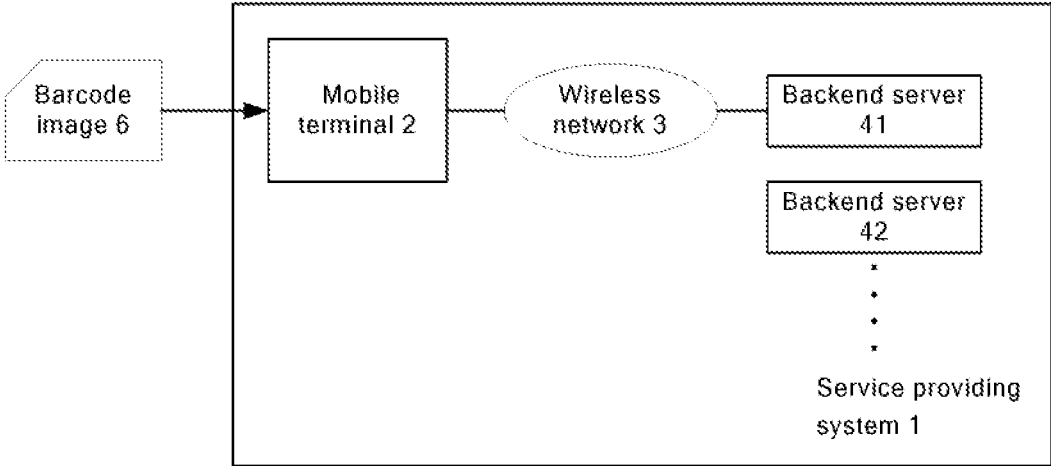 Barcode
image 6
Mobile
terminal 2
Wireless
network 3
Backend server
41
Backend server
42
Service providing
system 1